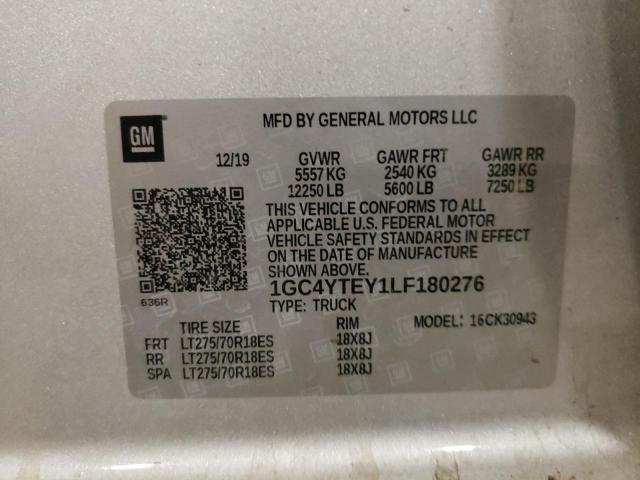 GM
MFD BY GENERAL MOTORS LLC
12/19 GVWR GAWR FRT GAWR RR
5557 KG 2540 KG 3289 KG
12250 LB 5600 LB 7250 LB
THIS VEHICLE CONFORMS TO ALL
APPLICABLE U.S. FEDERAL MOTOR
VEHICLE SAFETY STANDARDS IN EFFECT
ON THE DATE OF MANUFACTURE
SHOWN ABOVE.
636R
1GC4YTEY1LF180276
TYPE: TRUCK
TIRE SIZE RIM MODEL: 16CK30943
FRT LT275/70R18ES 18X8J
RR LT275/70R18ES 18X8J
SPA LT275/70R18ES 18X8J